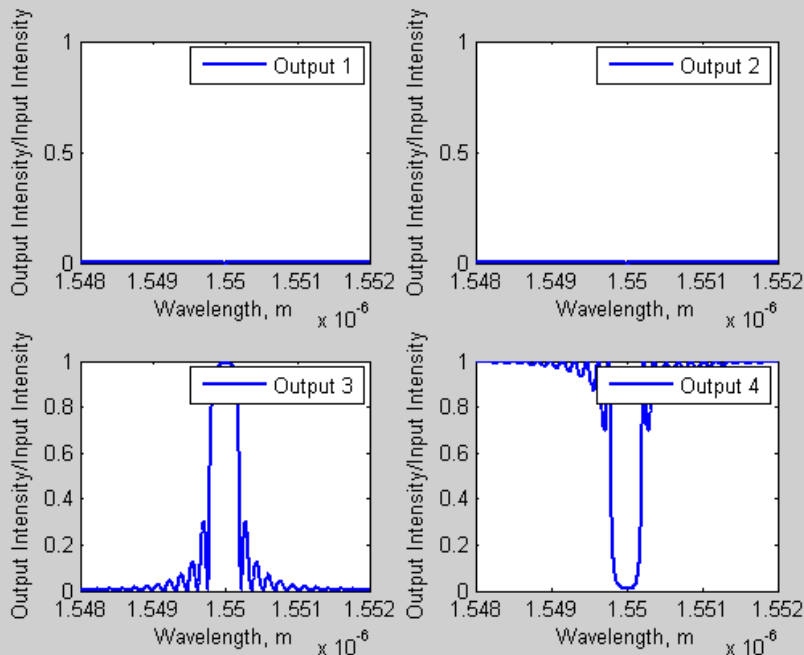 Output Intensity/Input Intensity
1
0.5
0
Output 1
1.548 1.549 1.55 1.551 1.552
Wavelength, m
x 10-6
Output Intensity/Input Intensity
1
0.5
0
Output 2
1.548 1.549 1.55 1.551 1.552
Wavelength, m
x 10-6
Output Intensity/Input Intensity
1
0.8
0.6
0.4
0.2
0
Output 3
1.548 1.549 1.55 1.551 1.552
Wavelength, m
x 10-6
Output Intensity/Input Intensity
1
0.8
0.6
0.4
0.2
0
Output 4
1.548 1.549 1.55 1.551 1.552
Wavelength, m
x 10-6